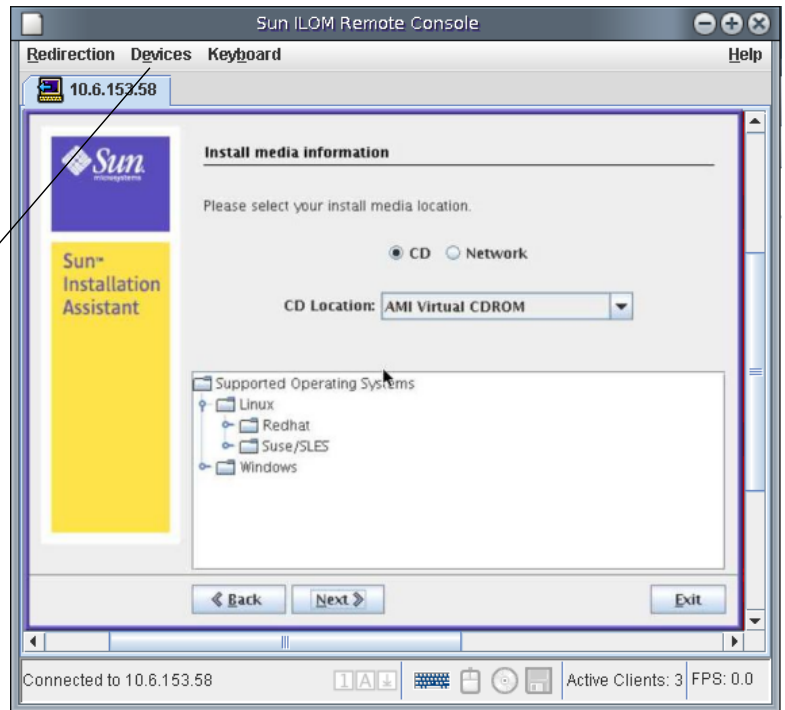 Sun ILOM Remote Console
Redirection Devices Keyboard Help
10.6.153.58
Sun
microsystems
Install media information
Please select your install media location.
CD Network
Sun™
Installation
Assistant
CD Location: AMI Virtual CDROM
Supported Operating Systems
Linux
Redhat
Suse/SLES
Windows
Back Next Exit
Connected to 10.6.153.58 1 A Active Clients: 3 FPS: 0.0